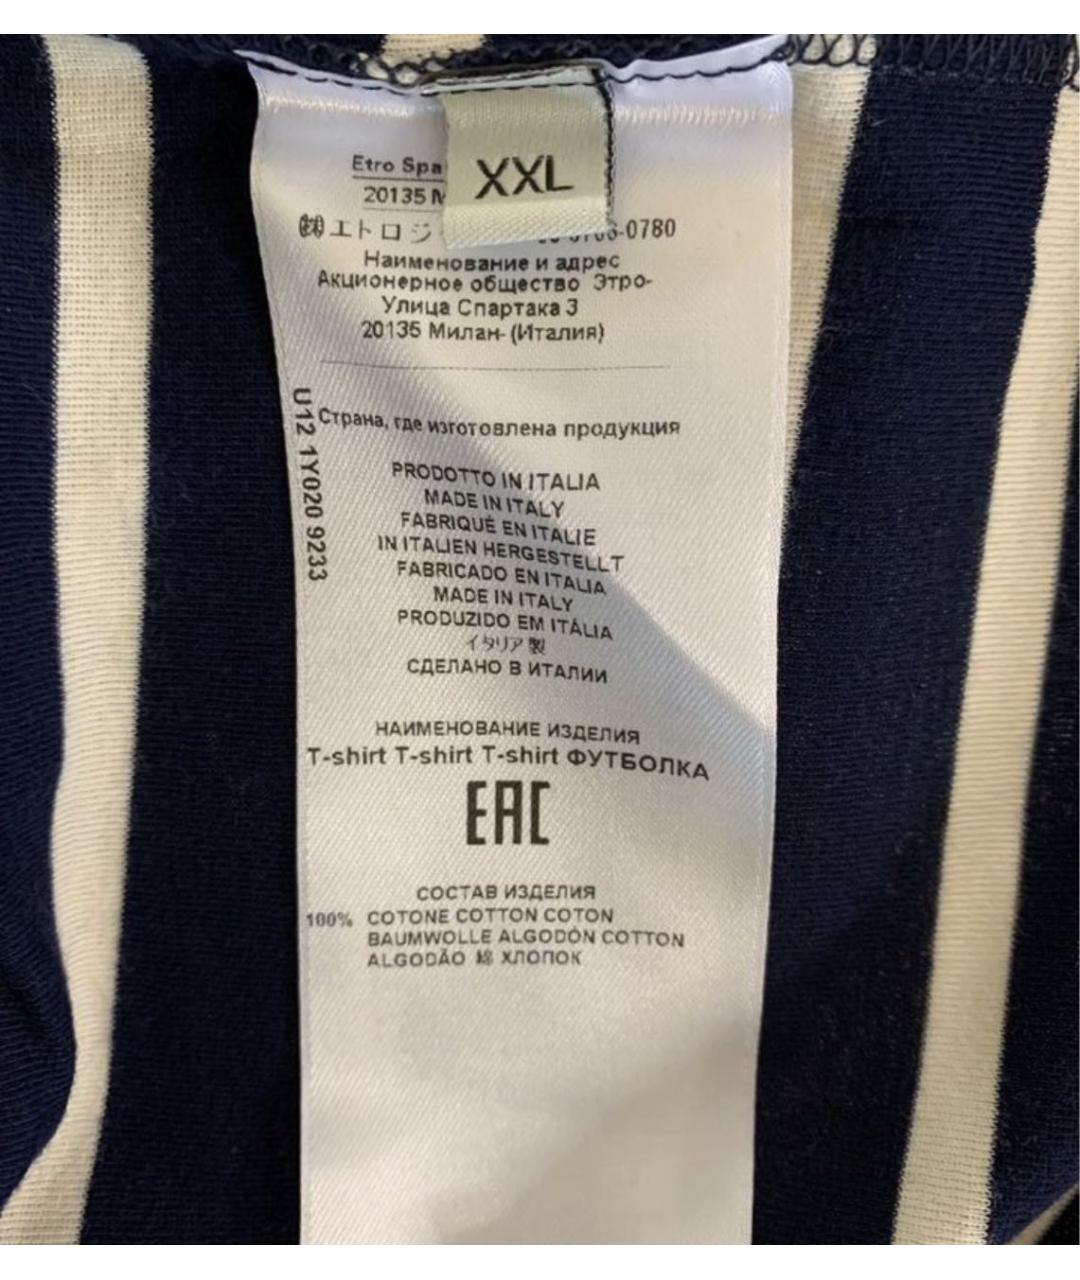 XXL
Etro Spa
20135 M
㈱エトロジ -0780
Наименование и адрес
Акционерное общество Этро-
Улица Спартака 3
20135 Милан- (Италия)
U12 1Y020 9233
Страна, где изготовлена продукция
PRODOTTO IN ITALIA
MADE IN ITALY
FABRIQUÉ EN ITALIE
IN ITALIEN HERGESTELLT
FABRICADO EN ITALIA
MADE IN ITALY
PRODUZIDO EM ITÁLIA
イタリア製
СДЕЛАНО В ИТАЛИИ
НАИМЕНОВАНИЕ ИЗДЕЛИЯ
T-shirt T-shirt T-shirt ФУТБОЛКА
EAC
СОСТАВ ИЗДЕЛИЯ
100% COTONE COTTON COTON
BAUMWOLLE ALGODÓN COTTON
ALGODÃO 綿 ХЛОПОК